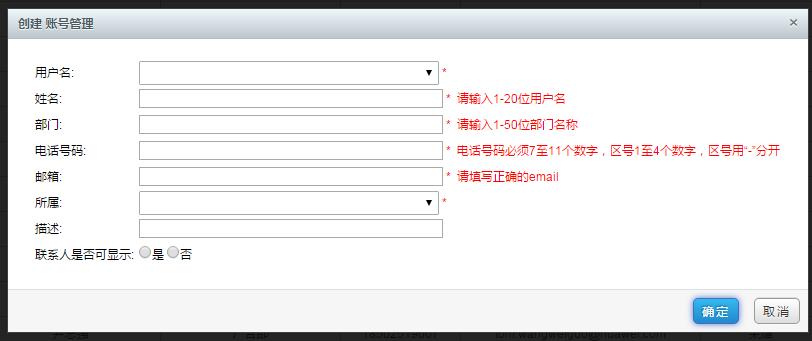 创建 账号管理 ×
用户名: ▼ *
姓名: * 请输入1-20位用户名
部门: * 请输入1-50位部门名称
电话号码: * 电话号码必须7至11个数字，区号1至4个数字，区号用“-”分开
邮箱: * 请填写正确的email
所属: ▼ *
描述:
联系人是否可显示: 是 否
确定 取消